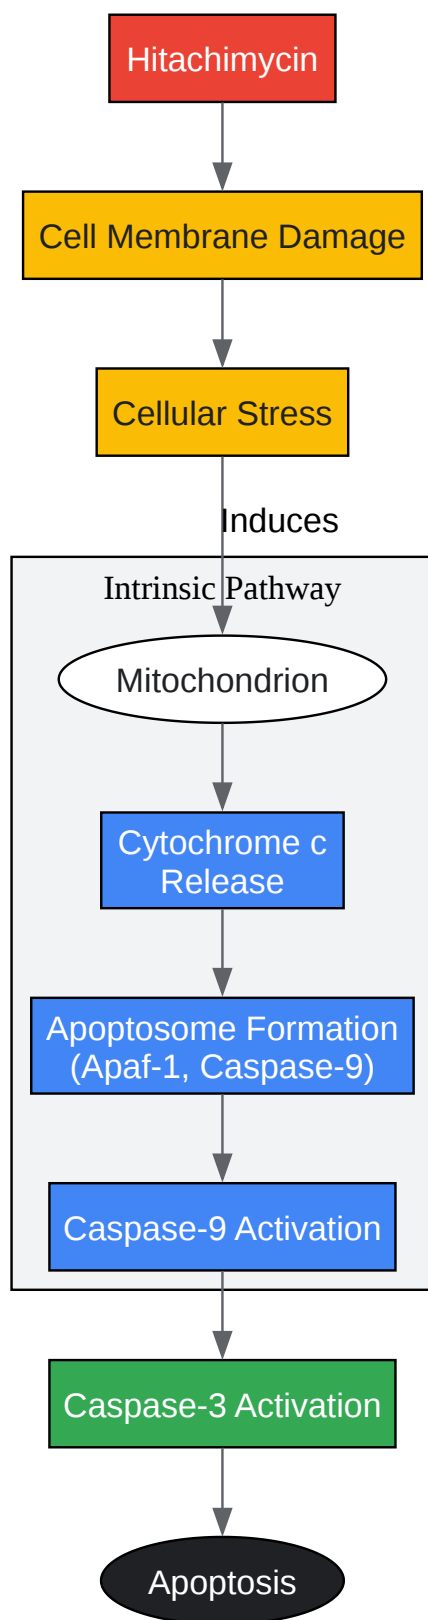 Hitachimycin
Cell Membrane Damage
Cellular Stress
Induces
Intrinsic Pathway
Mitochondrion
Cytochrome c
Release
Apoptosome Formation
(Apaf-1, Caspase-9)
Caspase-9 Activation
Caspase-3 Activation
Apoptosis